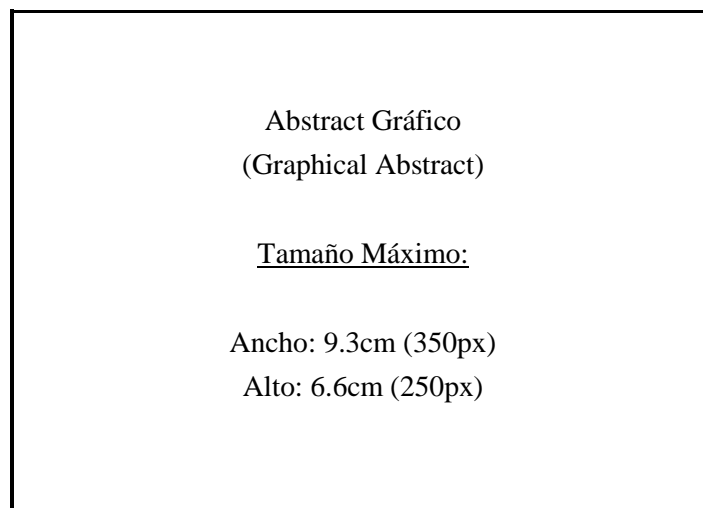 Abstract Gráfico
(Graphical Abstract)
Tamaño Máximo:
Ancho: 9.3cm (350px)
Alto: 6.6cm (250px)